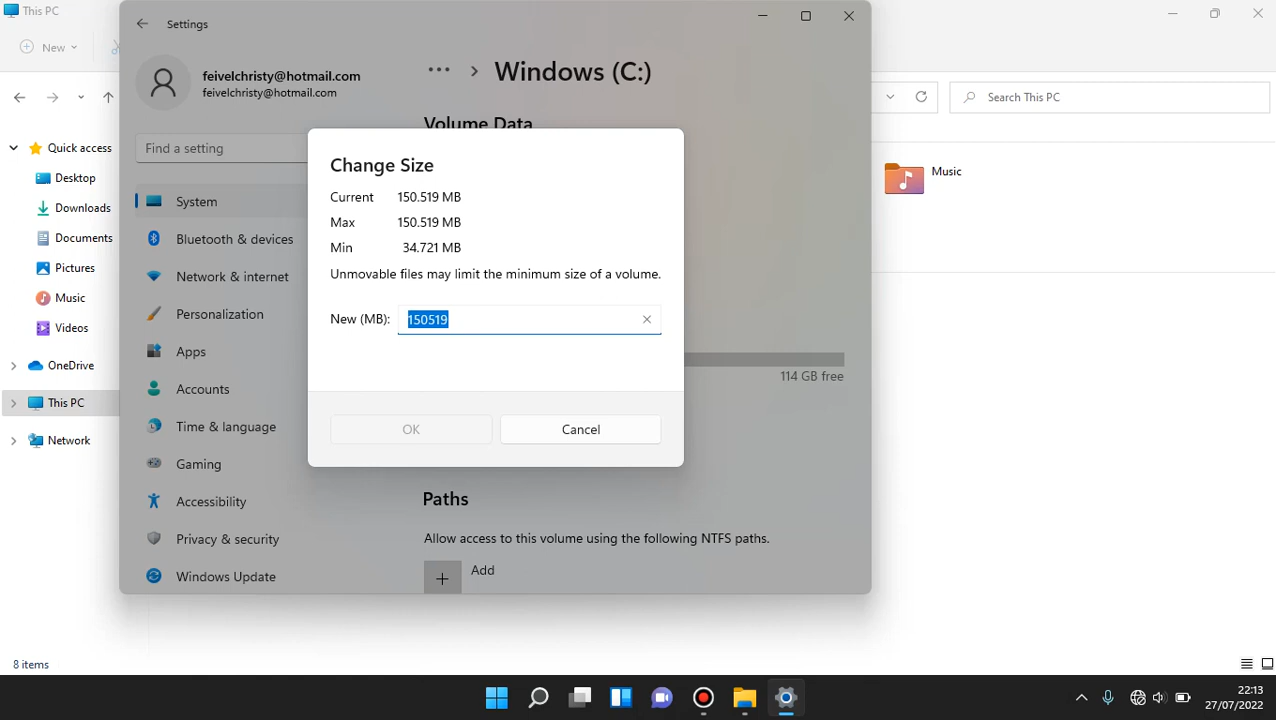 This PC
New
Search This PC
Quick access
Desktop
Downloads
Documents
Pictures
Music
Videos
OneDrive
This PC
Network
8 items
Music
Settings
feivelchristy@hotmail.com
feivelchristy@hotmail.com
Find a setting
System
Bluetooth & devices
Network & internet
Personalization
Apps
Accounts
Time & language
Gaming
Accessibility
Privacy & security
Windows Update
... > Windows (C:)
Volume Data
114 GB free
Paths
Allow access to this volume using the following NTFS paths.
Add
Change Size
Current 150.519 MB
Max 150.519 MB
Min 34.721 MB
Unmovable files may limit the minimum size of a volume.
New (MB): 150519
OK Cancel
22:13
27/07/2022